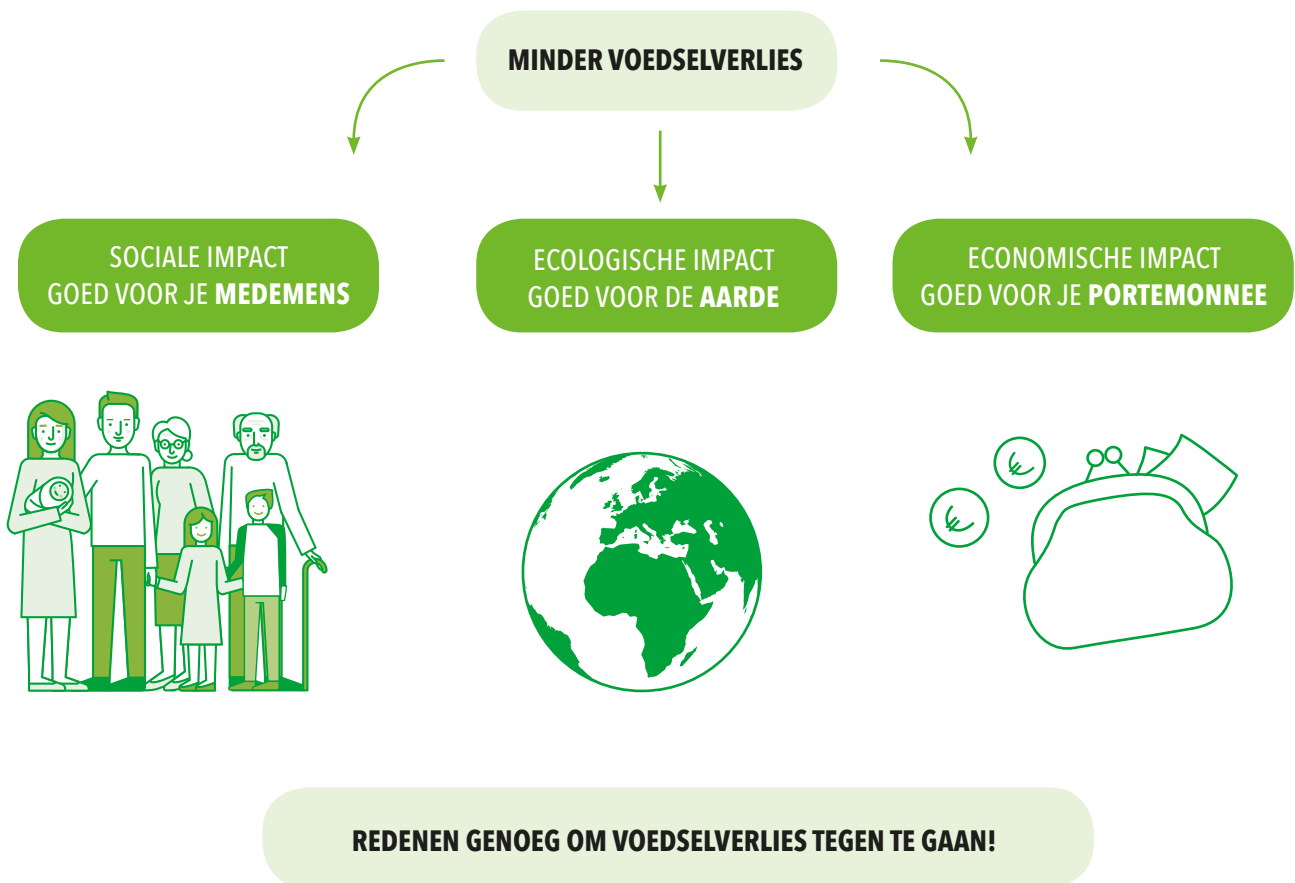 MINDER VOEDSELVERLIES
SOCIALE IMPACT
GOED VOOR JE MEDEMENS
ECOLOGISCHE IMPACT
GOED VOOR DE AARDE
ECONOMISCHE IMPACT
GOED VOOR JE PORTEMONNEE
€
€
REDENEN GENOEG OM VOEDSELVERLIES TEGEN TE GAAN!